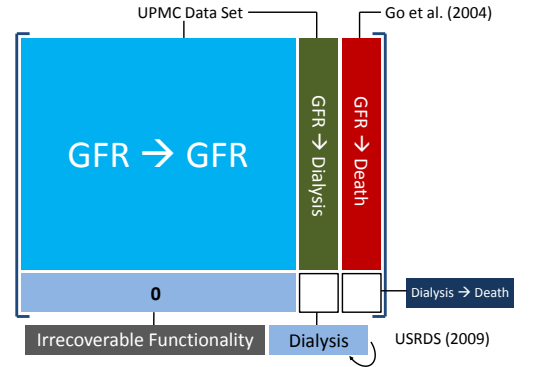 UPMC Data Set
Go et al. (2004)
GFR → GFR
GFR → Dialysis
GFR → Death
0
Dialysis → Death
Irrecoverable Functionality
Dialysis
USRDS (2009)